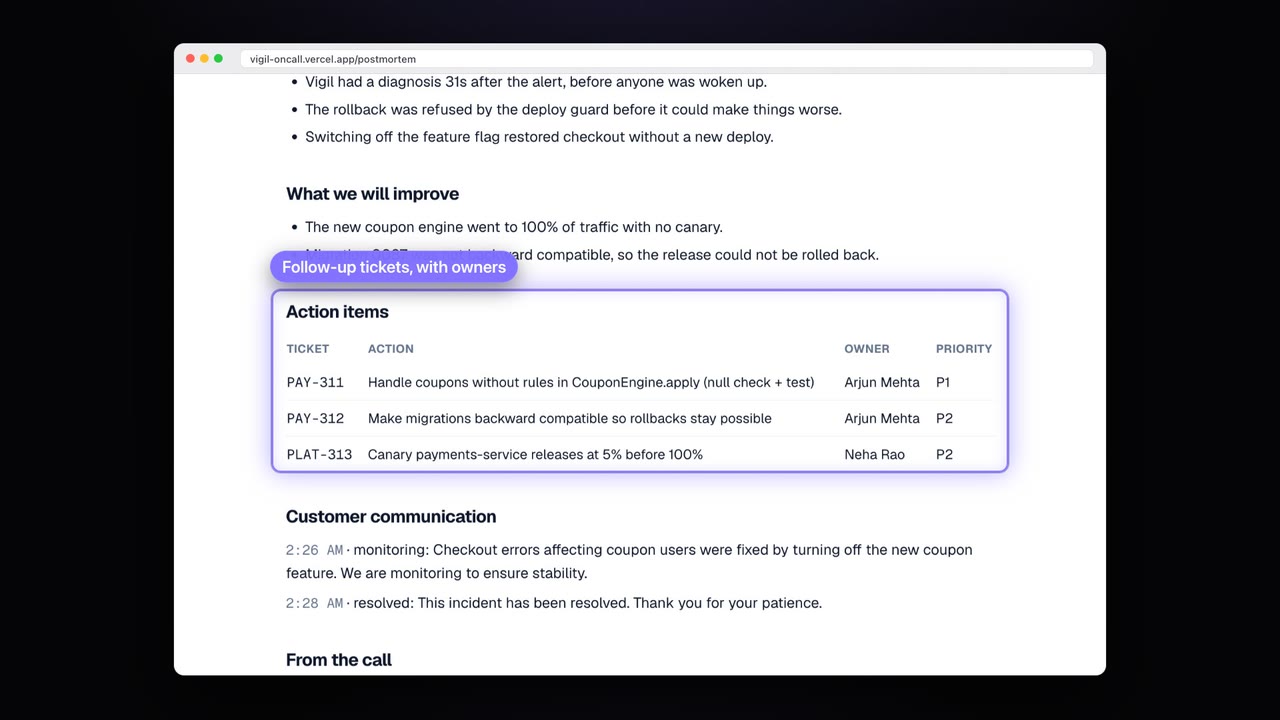 vigil-oncall.vercel.app/postmortem
• Vigil had a diagnosis 31s after the alert, before anyone was woken up.
• The rollback was refused by the deploy guard before it could make things worse.
• Switching off the feature flag restored checkout without a new deploy.
What we will improve
• The new coupon engine went to 100% of traffic with no canary.
compatible, so the release could not be rolled back.
Follow-up tickets, with owners
Action items
TICKET ACTION OWNER PRIORITY
PAY-311 Handle coupons without rules in CouponEngine.apply (null check + test) Arjun Mehta P1
PAY-312 Make migrations backward compatible so rollbacks stay possible Arjun Mehta P2
PLAT-313 Canary payments-service releases at 5% before 100% Neha Rao P2
Customer communication
2:26 AM · monitoring: Checkout errors affecting coupon users were fixed by turning off the new coupon
feature. We are monitoring to ensure stability.
2:28 AM · resolved: This incident has been resolved. Thank you for your patience.
From the call